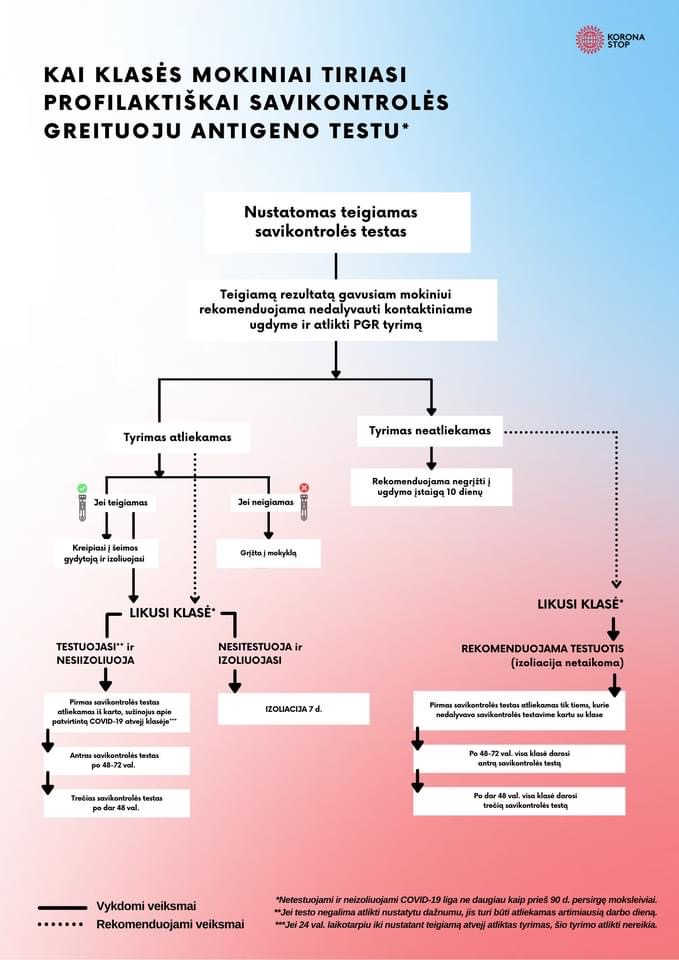 KORONA
STOP
KAI KLASĖS MOKINIAI TIRIASI
PROFILAKTIŠKAI SAVIKONTROLĖS
GREITUOJU ANTIGENO TESTU*
Nustatomas teigiamas
savikontrolės testas
Teigiamą rezultatą gavusiam mokiniui
rekomenduojama nedalyvauti kontaktiniame
ugdyme ir atlikti PGR tyrimą
Tyrimas atliekamas
Tyrimas neatliekamas
Rekomenduojama negrįžti į
ugdymo įstaigą 10 dienų
Jei teigiamas
Jei neigiamas
Kreipiasi į šeimos
gydytoją ir izoliuojasi
Grįžta į mokyklą
LIKUSI KLASĖ*
TESTUOJASI** ir
NESIIZOLIUOJA
NESITESTUOJA ir
IZOLIUOJASI
Pirmas savikontrolės testas
atliekamas iš karto, sužinojus apie
patvirtintą COVID-19 atvejį klasėje***
IZOLIACIJA 7 d.
Antras savikontrolės testas
po 48-72 val.
Trečias savikontrolės testas
po dar 48 val.
LIKUSI KLASĖ*
REKOMENDUOJAMA TESTUOTIS
(izoliacija netaikoma)
Pirmas savikontrolės testas atliekamas tik tiems, kurie
nedalyvavo savikontrolės testavime kartu su klase
Po 48-72 val. visa klasė darosi
antrą savikontrolės testą
Po dar 48 val. visa klasė darosi
trečią savikontrolės testą
Vykdomi veiksmai
Rekomenduojami veiksmai
*Netestuojami ir neizoliuojami COVID-19 liga ne daugiau kaip prieš 90 d. persirgę moksleiviai.
**Jei testo negalima atlikti nustatytu dažnumu, jis turi būti atliekamas artimiausią darbo dieną.
***Jei 24 val. laikotarpiu iki nustatant teigiamą atvejį atliktas tyrimas, šio tyrimo atlikti nereikia.